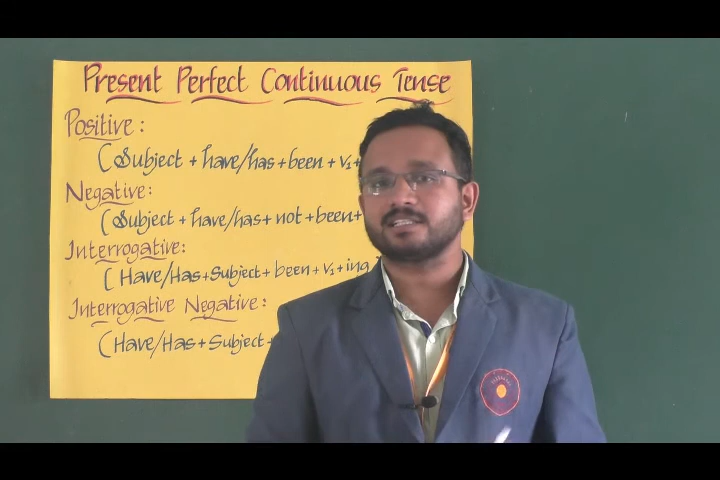 Present Perfect Continuous Tense
Positive:
(Subject + have/has + been + v₁ +
Negative:
(Subject + have/has + not + been +
Interrogative:
(Have/Has + Subject + been + v₁ + ing
Interrogative Negative:
(Have/Has + Subject +